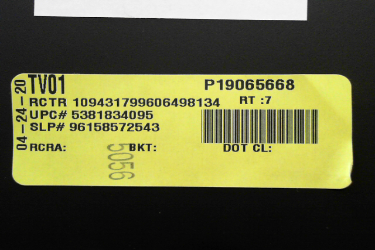 04-24-20
TV01
P19065668
RCTR 109431799606498134
RT :7
UPC# 5381834095
SLP# 96158572543
RCRA:
BKT:
DOT CL:
5056